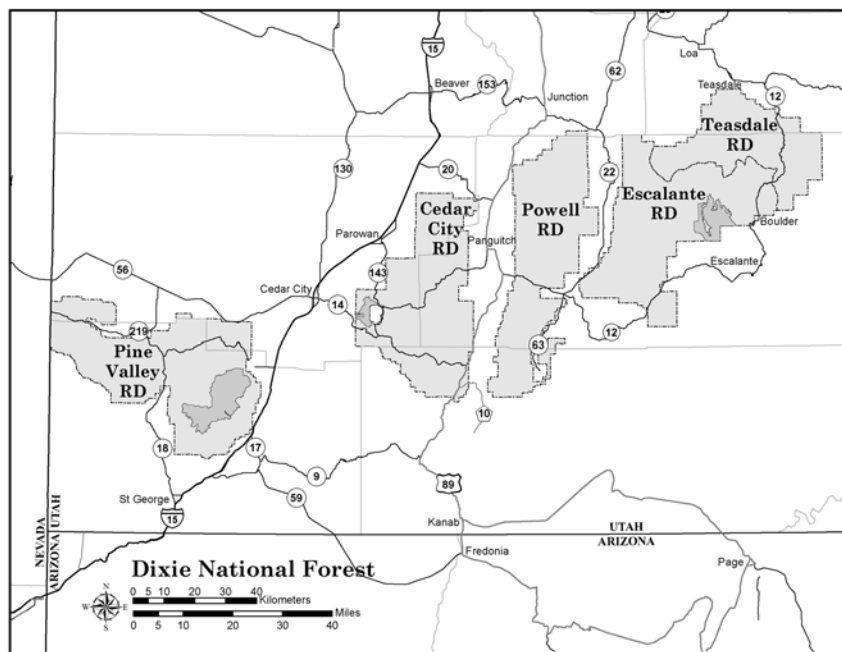 15
62
Loa
Beaver
153
Junction
Teasdale
12
Teasdale
RD
130
20
22
Escalante
RD
Cedar
City
RD
Powell
RD
Parowan
Panguitch
Boulder
Escalante
56
143
Cedar City
14
219
63
12
Pine
Valley
RD
10
18
17
9
89
59
St George
15
Kanab
NEVADA
UTAH
ARIZONA
UTAH
ARIZONA
Fredonia
Page
Dixie National Forest
N
W E
S
0 5 10 20 30 40
Kilometers
0 5 10 20 30 40
Miles